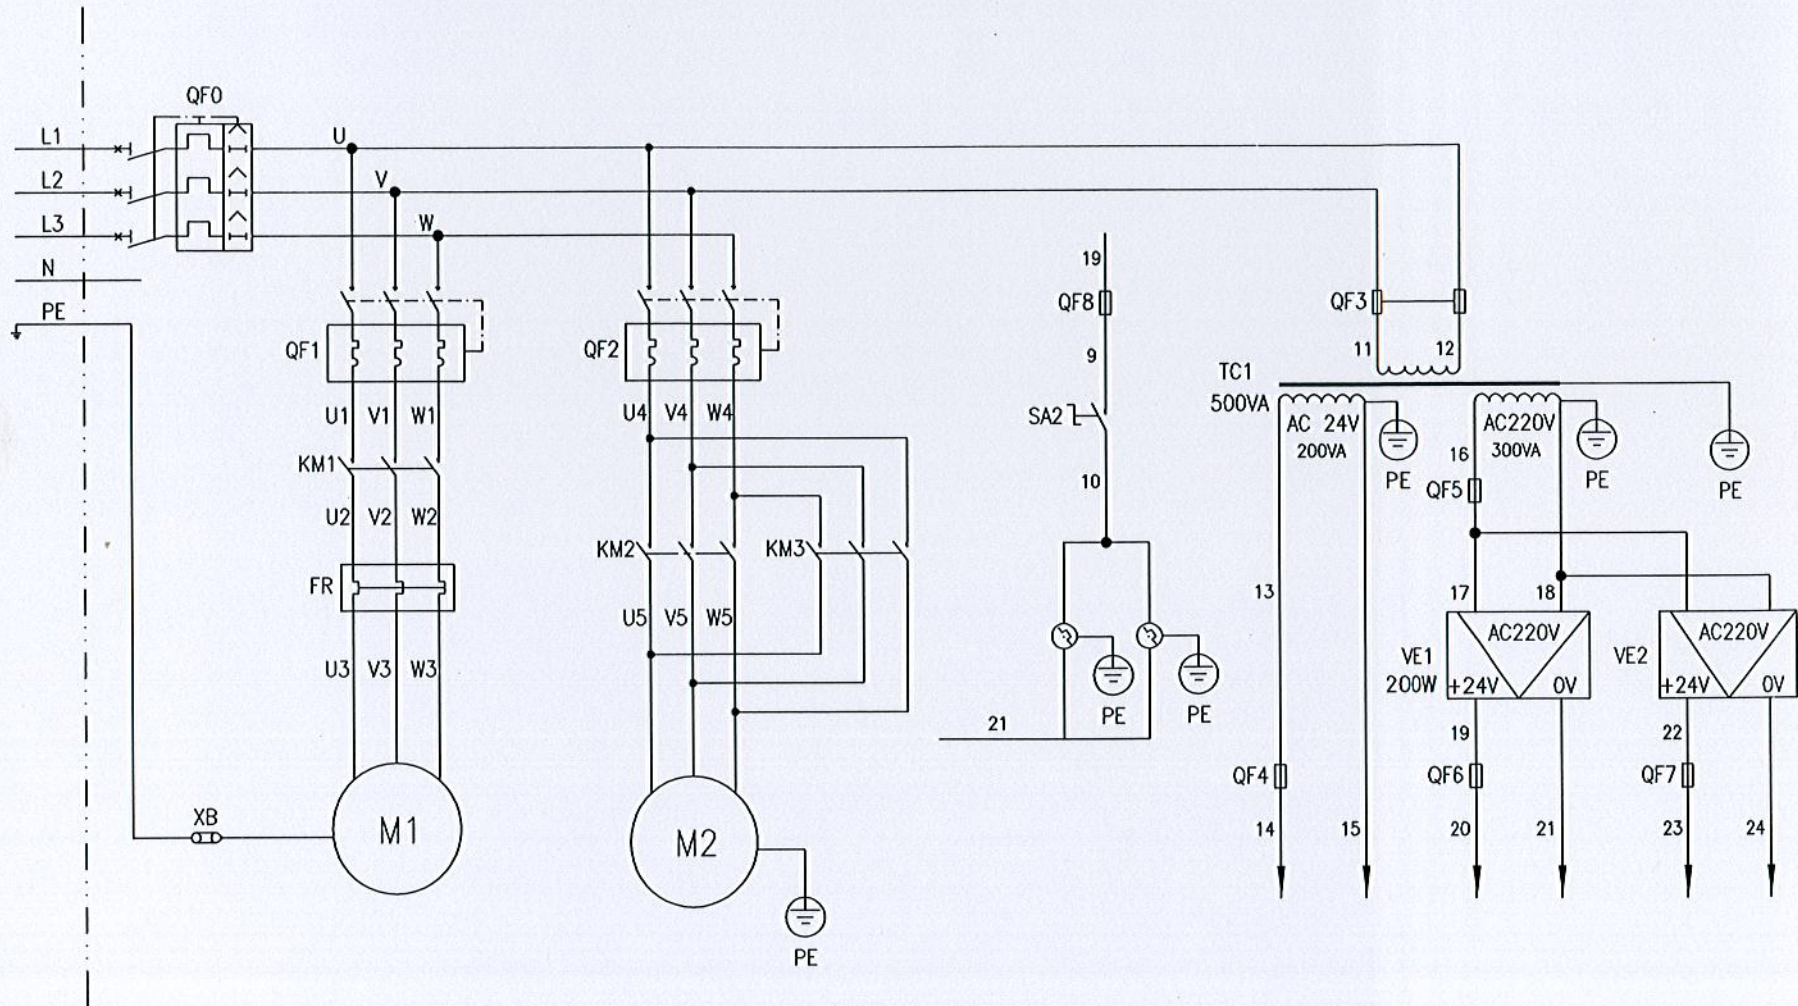 QF0
L1
U
L2
V
L3
W
N
PE
19
QF8
QF3
QF1
QF2
9
11
12
TC1
500VA
AC 24V
200VA
PE
AC220V
300VA
PE
PE
U1 V1 W1
U4 V4 W4
SA2
16
QF5
KM1
10
U2 V2 W2
KM2
KM3
FR
13
17
18
U5 V5 W5
AC220V
AC220V
VE1
200W
+24V
0V
VE2
+24V
0V
U3 V3 W3
PE
PE
21
19
22
QF4
QF6
QF7
XB
M1
M2
14
15
20
21
23
24
PE